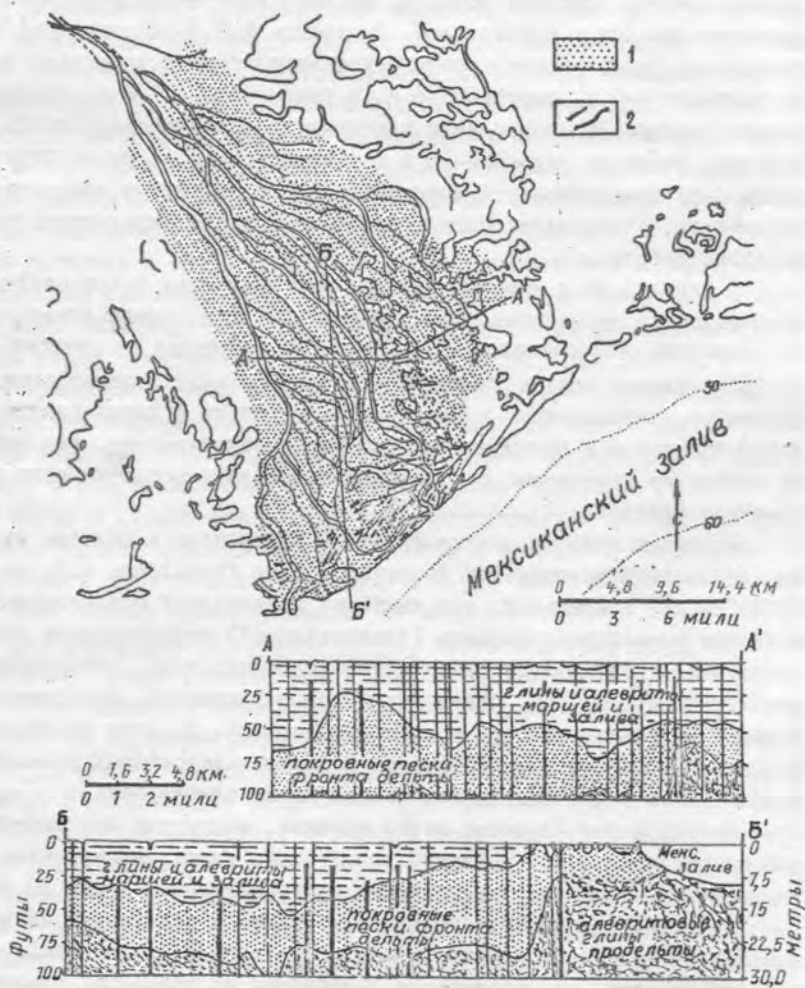 1
2
Б
А'
А
30
Мексиканский залив
С
60
0 4,8 9,6 14,4 км
0 3 6 мили
Б'
А А'
0
25
50
75
100
глины и алевриты
маршей и
залива
покровные пески
фронта дельты
0 1,6 3,2 4,8 км.
0 1 2 мили
Б Б'
0
25
50
75
100
футы
глины и алевриты
маршей и залива
покровные
пески фронта
дельты
Мекс.
залив
алевритовые
глины
продельты
0
7,5
15
22,5
30,0
метры